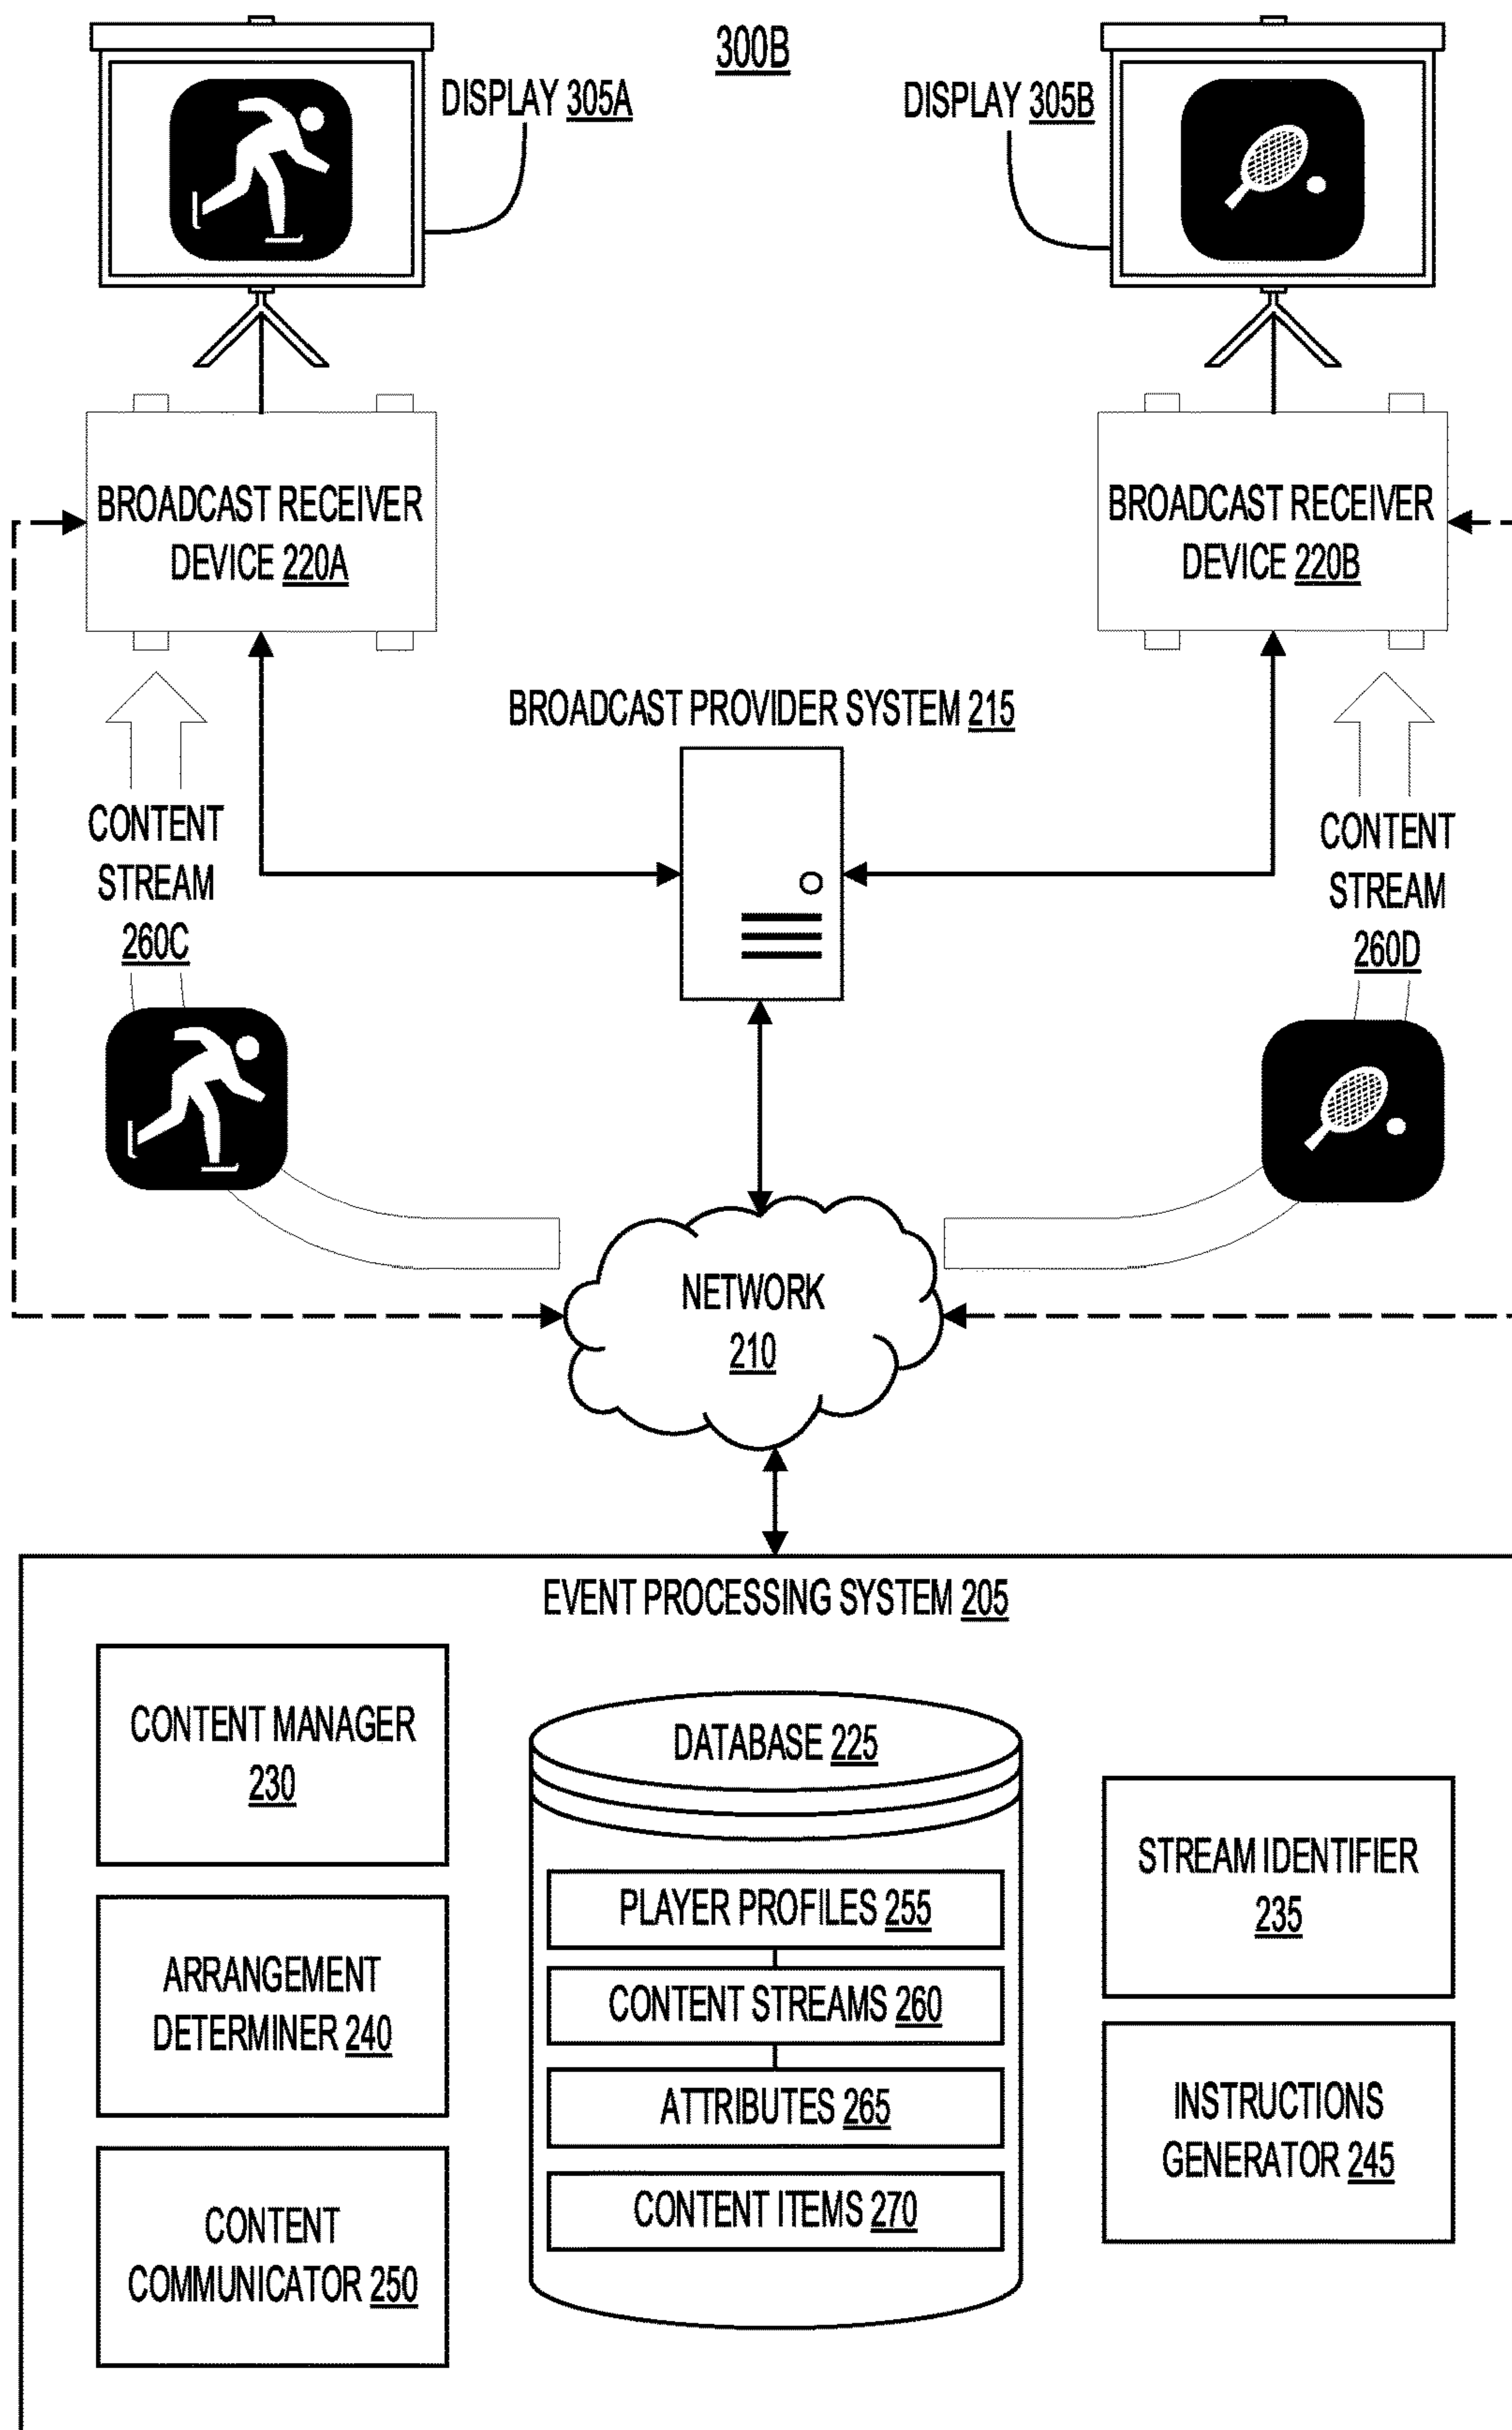 300B
DISPLAY 305A
DISPLAY 305B
BROADCAST RECEIVER
DEVICE 220A
BROADCAST RECEIVER
DEVICE 220B
BROADCAST PROVIDER SYSTEM 215
CONTENT
STREAM
260C
CONTENT
STREAM
260D
NETWORK
210
EVENT PROCESSING SYSTEM 205
CONTENT MANAGER
230
ARRANGEMENT
DETERMINER 240
CONTENT
COMMUNICATOR 250
DATABASE 225
PLAYER PROFILES 255
CONTENT STREAMS 260
ATTRIBUTES 265
CONTENT ITEMS 270
STREAM IDENTIFIER
235
INSTRUCTIONS
GENERATOR 245